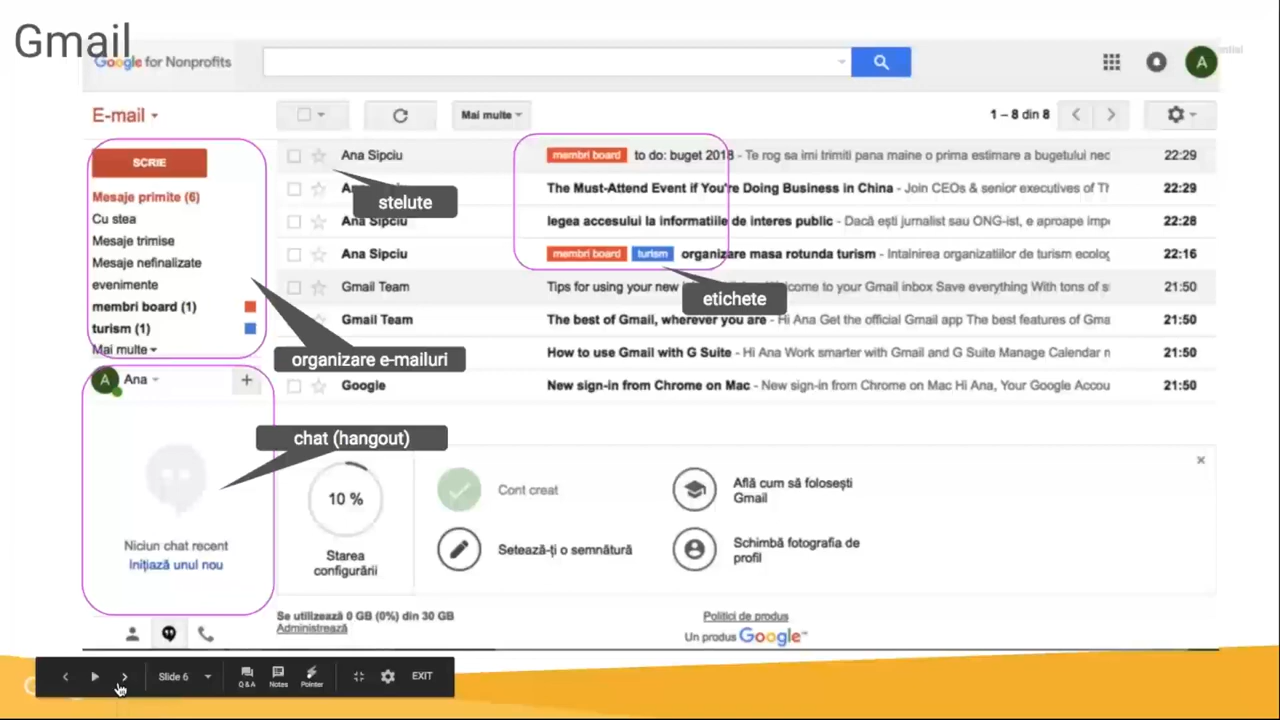 Gmail
Google for Nonprofits
A
E-mail
Mai multe
1 – 8 din 8
SCRIE
Mesaje primite (6)
Cu stea
Mesaje trimise
Mesaje nefinalizate
evenimente
membri board (1)
turism (1)
Mai multe
Ana Sipciu membri board to do: buget 2018 - Te rog sa imi trimiti pana maine o prima estimare a bugetului nec 22:29
The Must-Attend Event if You're Doing Business in China - Join CEOs & senior executives of Th 22:29
stelute
Ana Sipciu legea accesului la informatiile de interes public - Dacă ești jurnalist sau ONG-ist, e aproape impo 22:28
Ana Sipciu membri board turism organizare masa rotunda turism - Intalnirea organizatiilor de turism ecolog 22:16
Gmail Team Tips for using your new Welcome to your Gmail inbox Save everything With tons of s 21:50
etichete
Gmail Team The best of Gmail, wherever you are - Hi Ana Get the official Gmail app The best features of Gma 21:50
How to use Gmail with G Suite - Hi Ana Work smarter with Gmail and G Suite Manage Calendar m 21:50
organizare e-mailuri
Google New sign-in from Chrome on Mac - New sign-in from Chrome on Mac Hi Ana, Your Google Accou 21:50
A Ana
chat (hangout)
Niciun chat recent
Inițiază unul nou
10 %
Starea
configurării
Cont creat
Setează-ți o semnătură
Află cum să folosești
Gmail
Schimbă fotografia de
profil
Se utilizează 0 GB (0%) din 30 GB
Administrează
Politici de produs
Un produs Google
Slide 6
Q & A
Notes
Pointer
EXIT